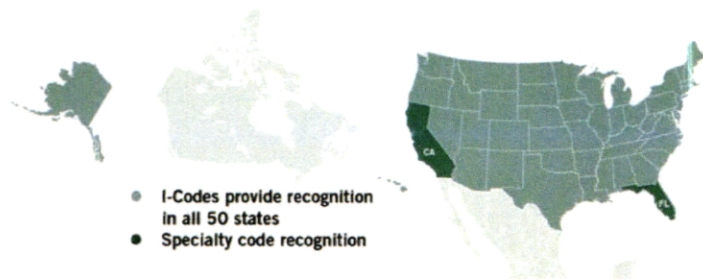 CA
FL
I-Codes provide recognition
in all 50 states
Specialty code recognition